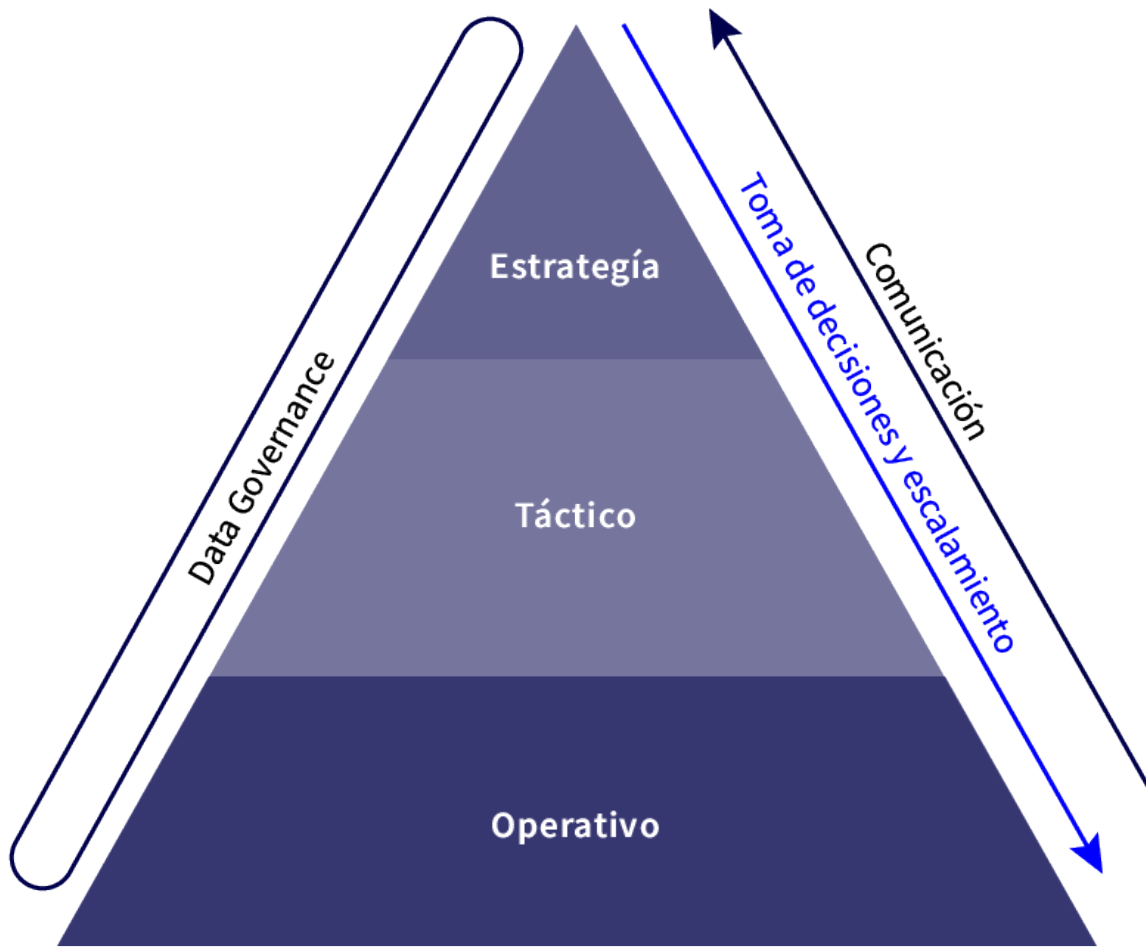 Estrategía
Táctico
Operativo
Data Governance
Toma de decisiones y escalamiento
Comunicación